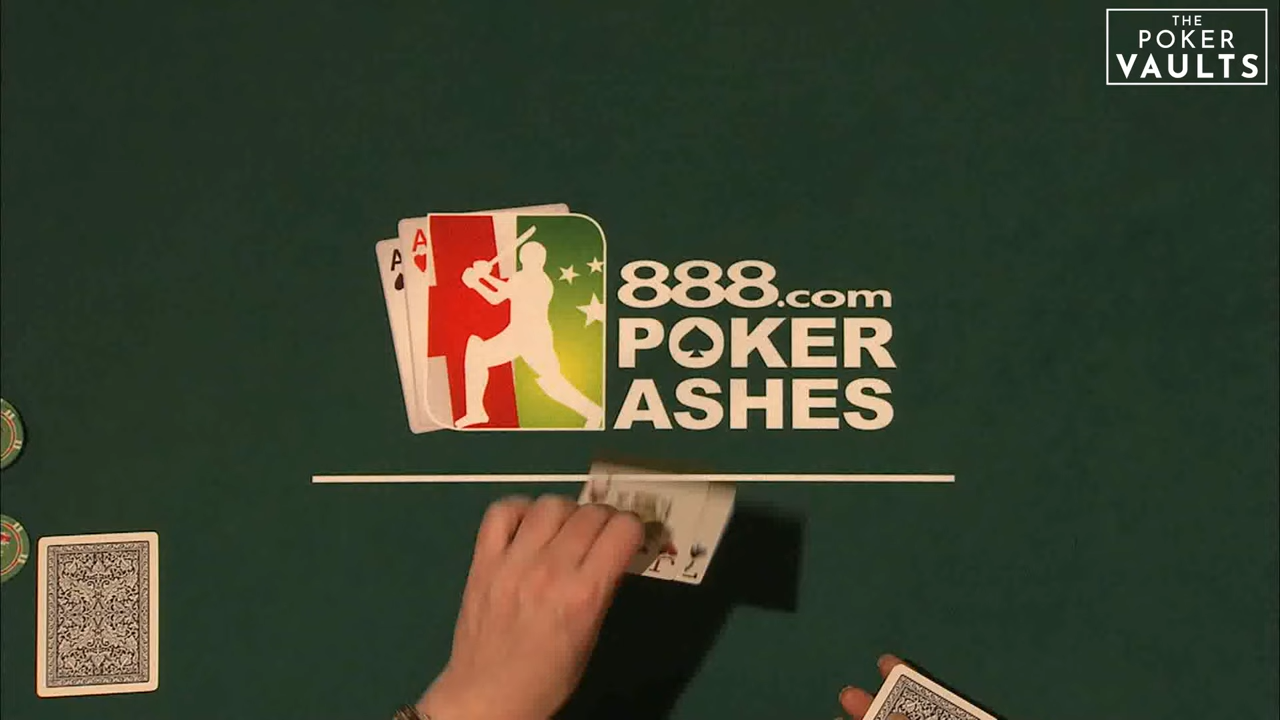 THE
POKER
VAULTS
A
A
888.com
POKER
ASHES
J